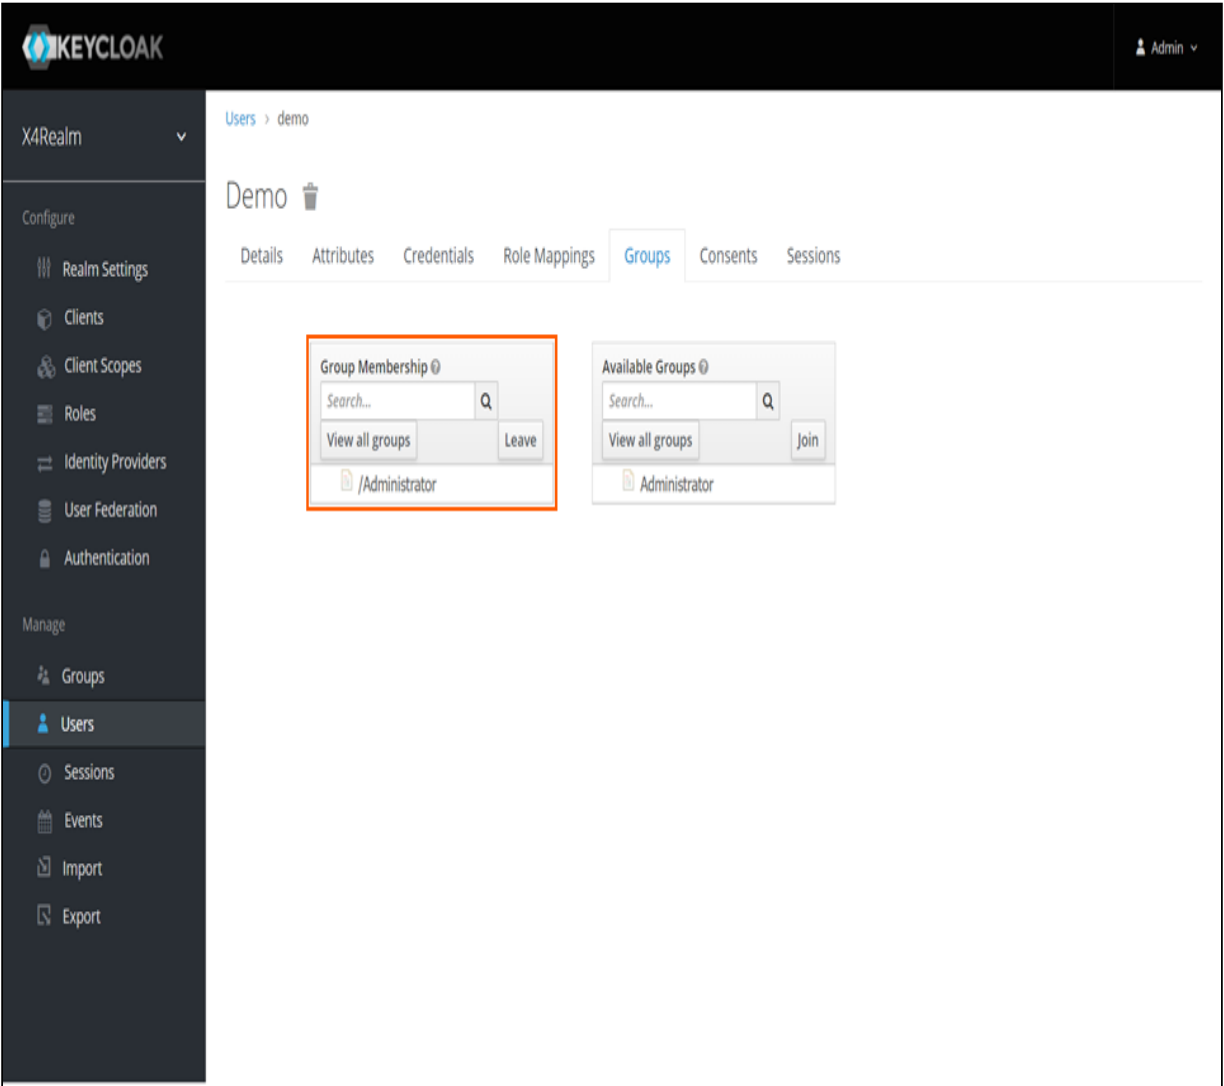 KEYCLOAK
Admin
X4Realm
Configure
Realm Settings
Clients
Client Scopes
Roles
Identity Providers
User Federation
Authentication
Manage
Groups
Users
Sessions
Events
Import
Export
Users > demo
Demo
Details Attributes Credentials Role Mappings Groups Consents Sessions
Group Membership
Search...
View all groups Leave
/Administrator
Available Groups
Search...
View all groups Join
Administrator